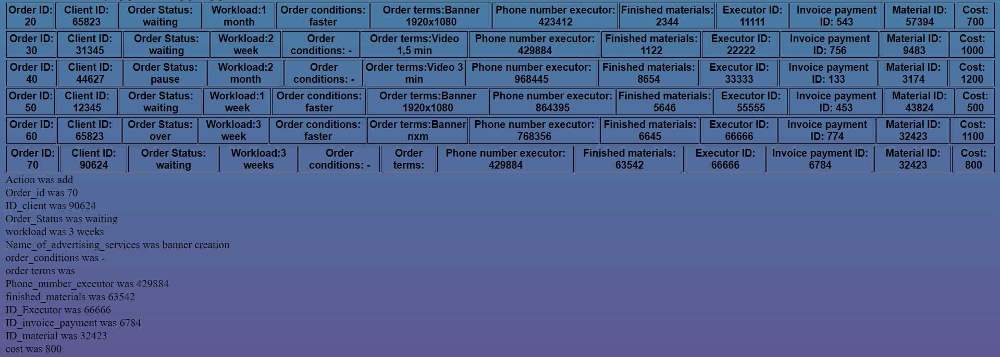 Order ID: Client ID: Order Status: Workload:1 Order conditions: Order terms:Banner Phone number executor: Finished materials: Executor ID: Invoice payment Material ID: Cost:
20 65823 waiting month faster 1920x1080 423412 2344 11111 ID: 543 57394 700
Order ID: Client ID: Order Status: Workload:2 Order Order terms:Video Phone number executor: Finished materials: Executor ID: Invoice payment Material ID: Cost:
30 31345 waiting week conditions: - 1,5 min 429884 1122 22222 ID: 756 9483 1000
Order ID: Client ID: Order Status: Workload:2 Order Order terms:Video 3 Phone number executor: Finished materials: Executor ID: Invoice payment Material ID: Cost:
40 44627 pause month conditions: - min 968445 8654 33333 ID: 133 3174 1200
Order ID: Client ID: Order Status: Workload:1 Order conditions: Order terms:Banner Phone number executor: Finished materials: Executor ID: Invoice payment Material ID: Cost:
50 12345 waiting week faster 1920x1080 864395 5646 55555 ID: 453 43824 500
Order ID: Client ID: Order Status: Workload:3 Order conditions: Order terms:Banner Phone number executor: Finished materials: Executor ID: Invoice payment Material ID: Cost:
60 65823 over week faster nxm 768356 6645 66666 ID: 774 32423 1100
Order ID: Client ID: Order Status: Workload:3 Order Order Phone number executor: Finished materials: Executor ID: Invoice payment ID: Material ID: Cost:
70 90624 waiting weeks conditions: - terms: 429884 63542 66666 6784 32423 800
Action was add
Order_id was 70
ID_client was 90624
Order_Status was waiting
workload was 3 weeks
Name_of_advertising_services was banner creation
order_conditions was -
order terms was
Phone_number_executor was 429884
finished_materials was 63542
ID_Executor was 66666
ID_invoice_payment was 6784
ID_material was 32423
cost was 800